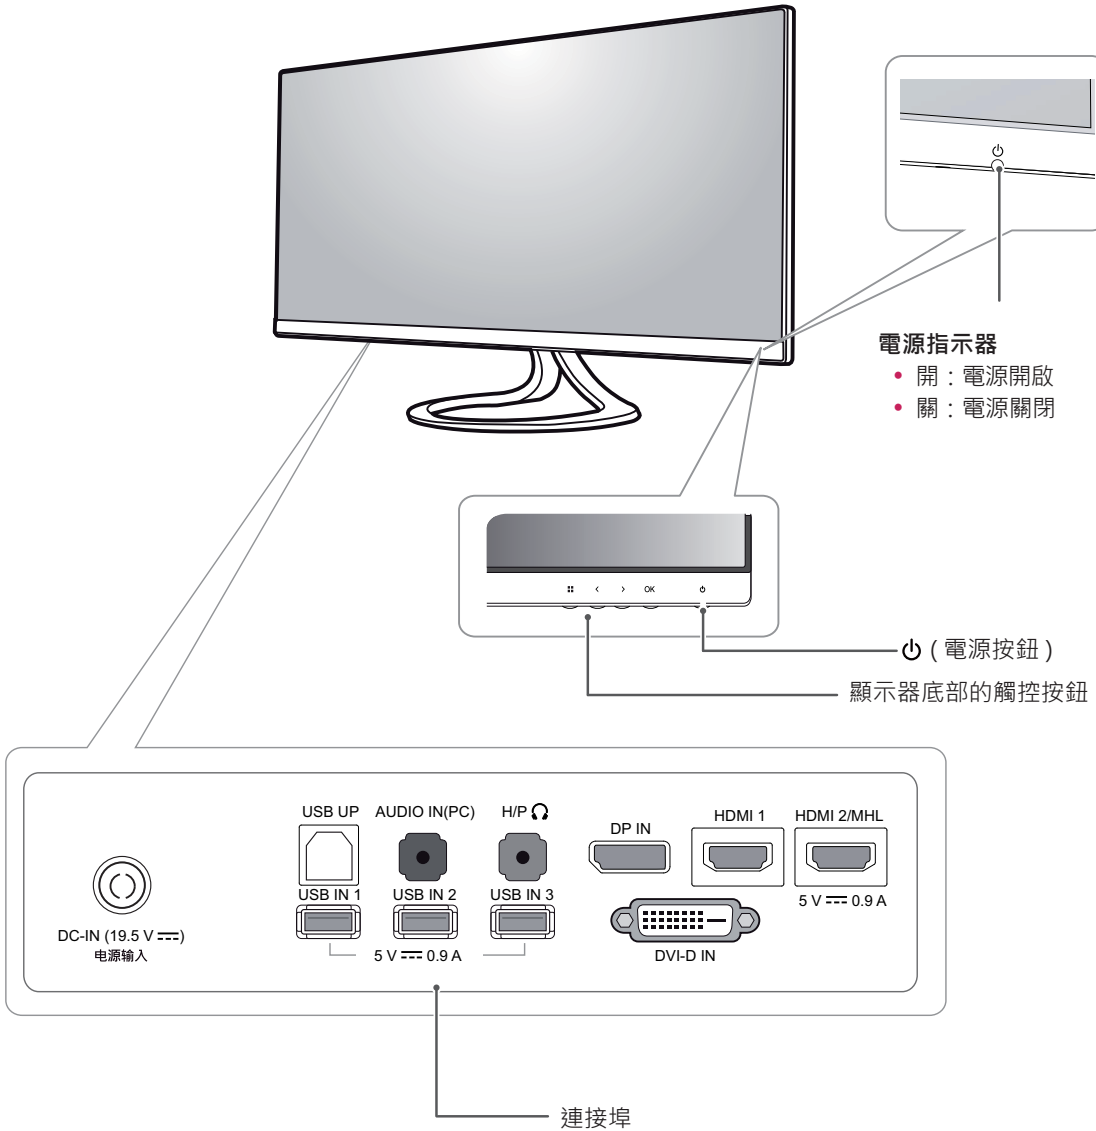 電源指示器
• 開：電源開啟
• 關：電源關閉
OK
( 電源按鈕 )
顯示器底部的觸控按鈕
USB UP AUDIO IN(PC) H/P
DP IN HDMI 1 HDMI 2/MHL
USB IN 1 USB IN 2 USB IN 3
5 V ⎓ 0.9 A
DC-IN (19.5 V ⎓)
电源输入
5 V ⎓ 0.9 A
DVI-D IN
連接埠